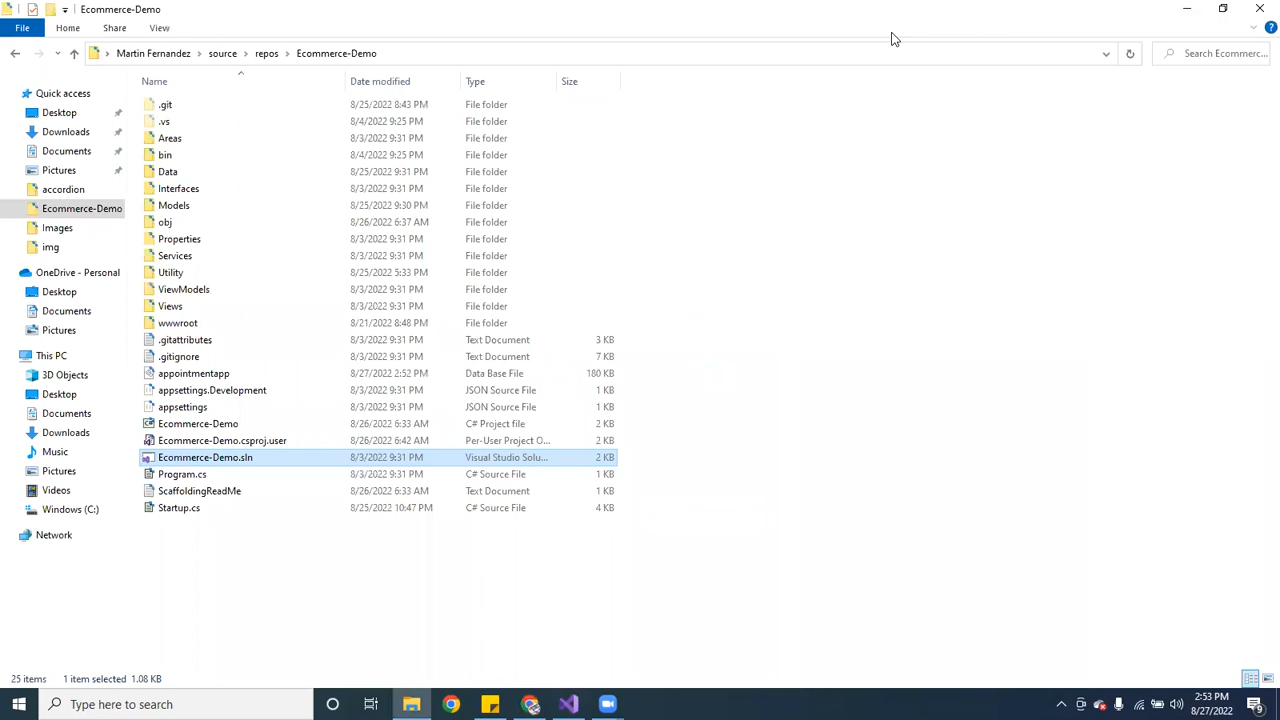 Ecommerce-Demo
File Home Share View
Martin Fernandez source repos Ecommerce-Demo Search Ecommerc...
Name Date modified Type Size
Quick access
Desktop
Downloads
Documents
Pictures
accordion
Ecommerce-Demo
Images
img
OneDrive - Personal
Desktop
Documents
Pictures
This PC
3D Objects
Desktop
Documents
Downloads
Music
Pictures
Videos
Windows (C:)
Network
.git 8/25/2022 8:43 PM File folder
.vs 8/4/2022 9:25 PM File folder
Areas 8/3/2022 9:31 PM File folder
bin 8/4/2022 9:25 PM File folder
Data 8/25/2022 9:31 PM File folder
Interfaces 8/3/2022 9:31 PM File folder
Models 8/25/2022 9:30 PM File folder
obj 8/26/2022 6:37 AM File folder
Properties 8/3/2022 9:31 PM File folder
Services 8/3/2022 9:31 PM File folder
Utility 8/25/2022 5:33 PM File folder
ViewModels 8/3/2022 9:31 PM File folder
Views 8/3/2022 9:31 PM File folder
wwwroot 8/21/2022 8:48 PM File folder
.gitattributes 8/3/2022 9:31 PM Text Document 3 KB
.gitignore 8/3/2022 9:31 PM Text Document 7 KB
appointmentapp 8/27/2022 2:52 PM Data Base File 180 KB
appsettings.Development 8/3/2022 9:31 PM JSON Source File 1 KB
appsettings 8/3/2022 9:31 PM JSON Source File 1 KB
Ecommerce-Demo 8/26/2022 6:33 AM C# Project file 2 KB
Ecommerce-Demo.csproj.user 8/26/2022 6:42 AM Per-User Project O... 2 KB
Ecommerce-Demo.sln 8/3/2022 9:31 PM Visual Studio Solu... 2 KB
Program.cs 8/3/2022 9:31 PM C# Source File 1 KB
ScaffoldingReadMe 8/26/2022 6:33 AM Text Document 1 KB
Startup.cs 8/25/2022 10:47 PM C# Source File 4 KB
25 items 1 item selected 1.08 KB
Type here to search
2:53 PM
8/27/2022